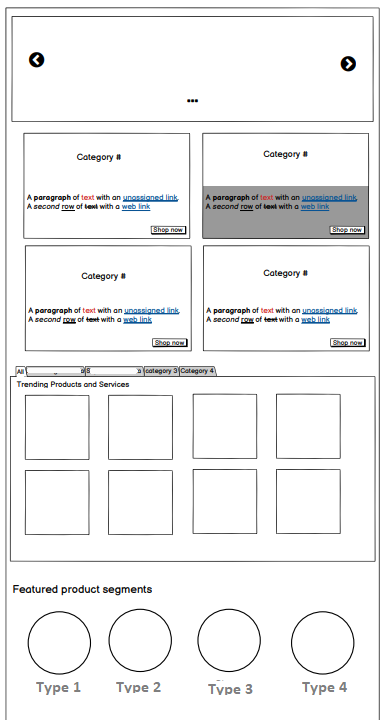 Category #
A paragraph of text with an unassigned link.
A second row of text with a web link
Shop now
Category #
A paragraph of text with an unassigned link.
A second row of text with a web link
Shop now
Category #
A paragraph of text with an unassigned link.
A second row of text with a web link
Shop now
Category #
A paragraph of text with an unassigned link.
A second row of text with a web link
Shop now
All category 3 Category 4
Trending Products and Services
Featured product segments
Type 1 Type 2 Type 3 Type 4